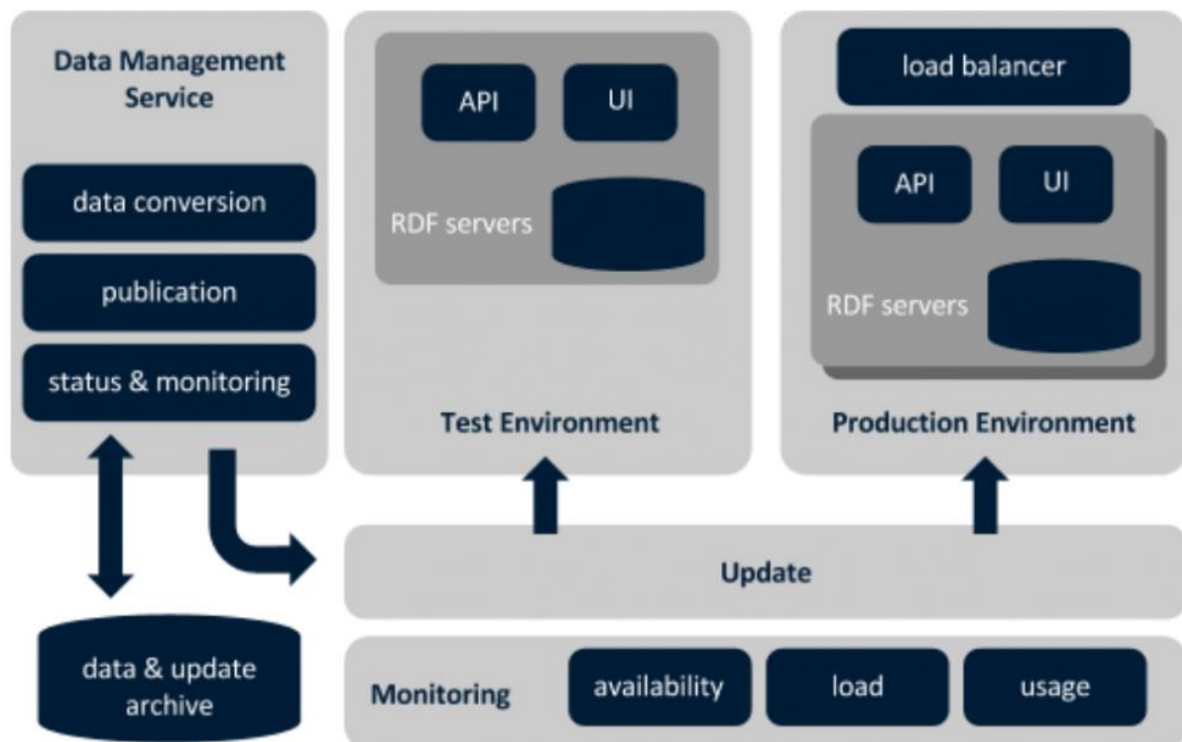 Data Management
Service
data conversion
publication
status & monitoring
data & update
archive
API
UI
RDF servers
Test Environment
load balancer
API
UI
RDF servers
Production Environment
Update
Monitoring
availability
load
usage